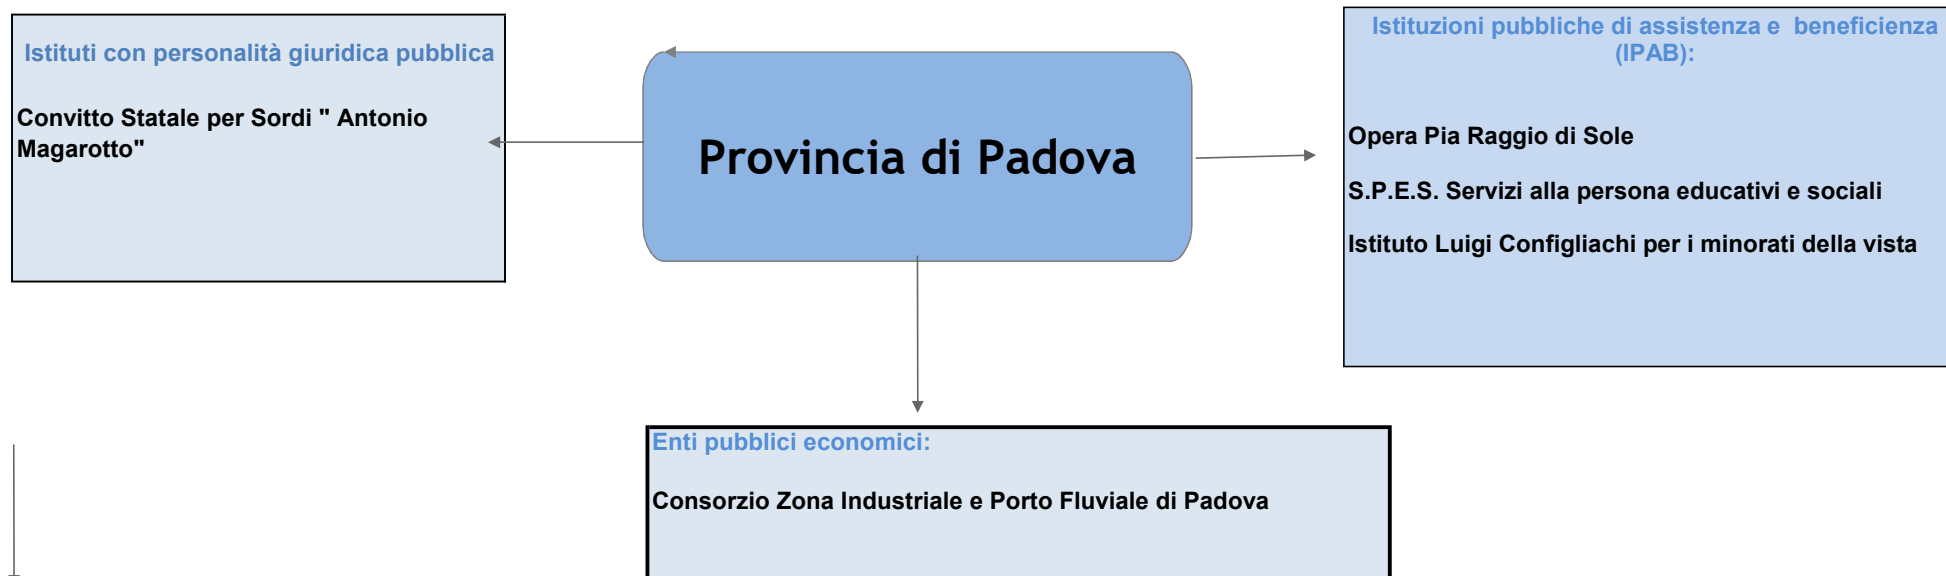 Istituti con personalità giuridica pubblica
Convitto Statale per Sordi " Antonio
Magarotto"
Provincia di Padova
Istituzioni pubbliche di assistenza e  beneficienza
(IPAB):
Opera Pia Raggio di Sole
S.P.E.S. Servizi alla persona educativi e sociali
Istituto Luigi Configliachi per i minorati della vista
Enti pubblici economici:
Consorzio Zona Industriale e Porto Fluviale di Padova